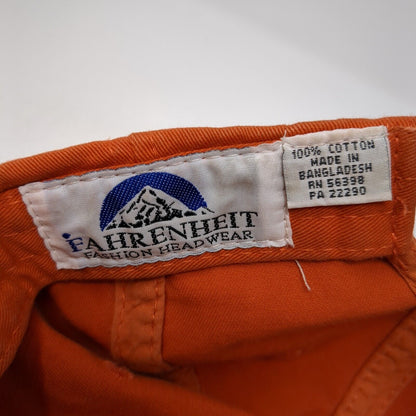 FAHRENHEIT
FASHION HEADWEAR
100% COTTON
MADE IN
BANGLADESH
RN 56398
PA 22290